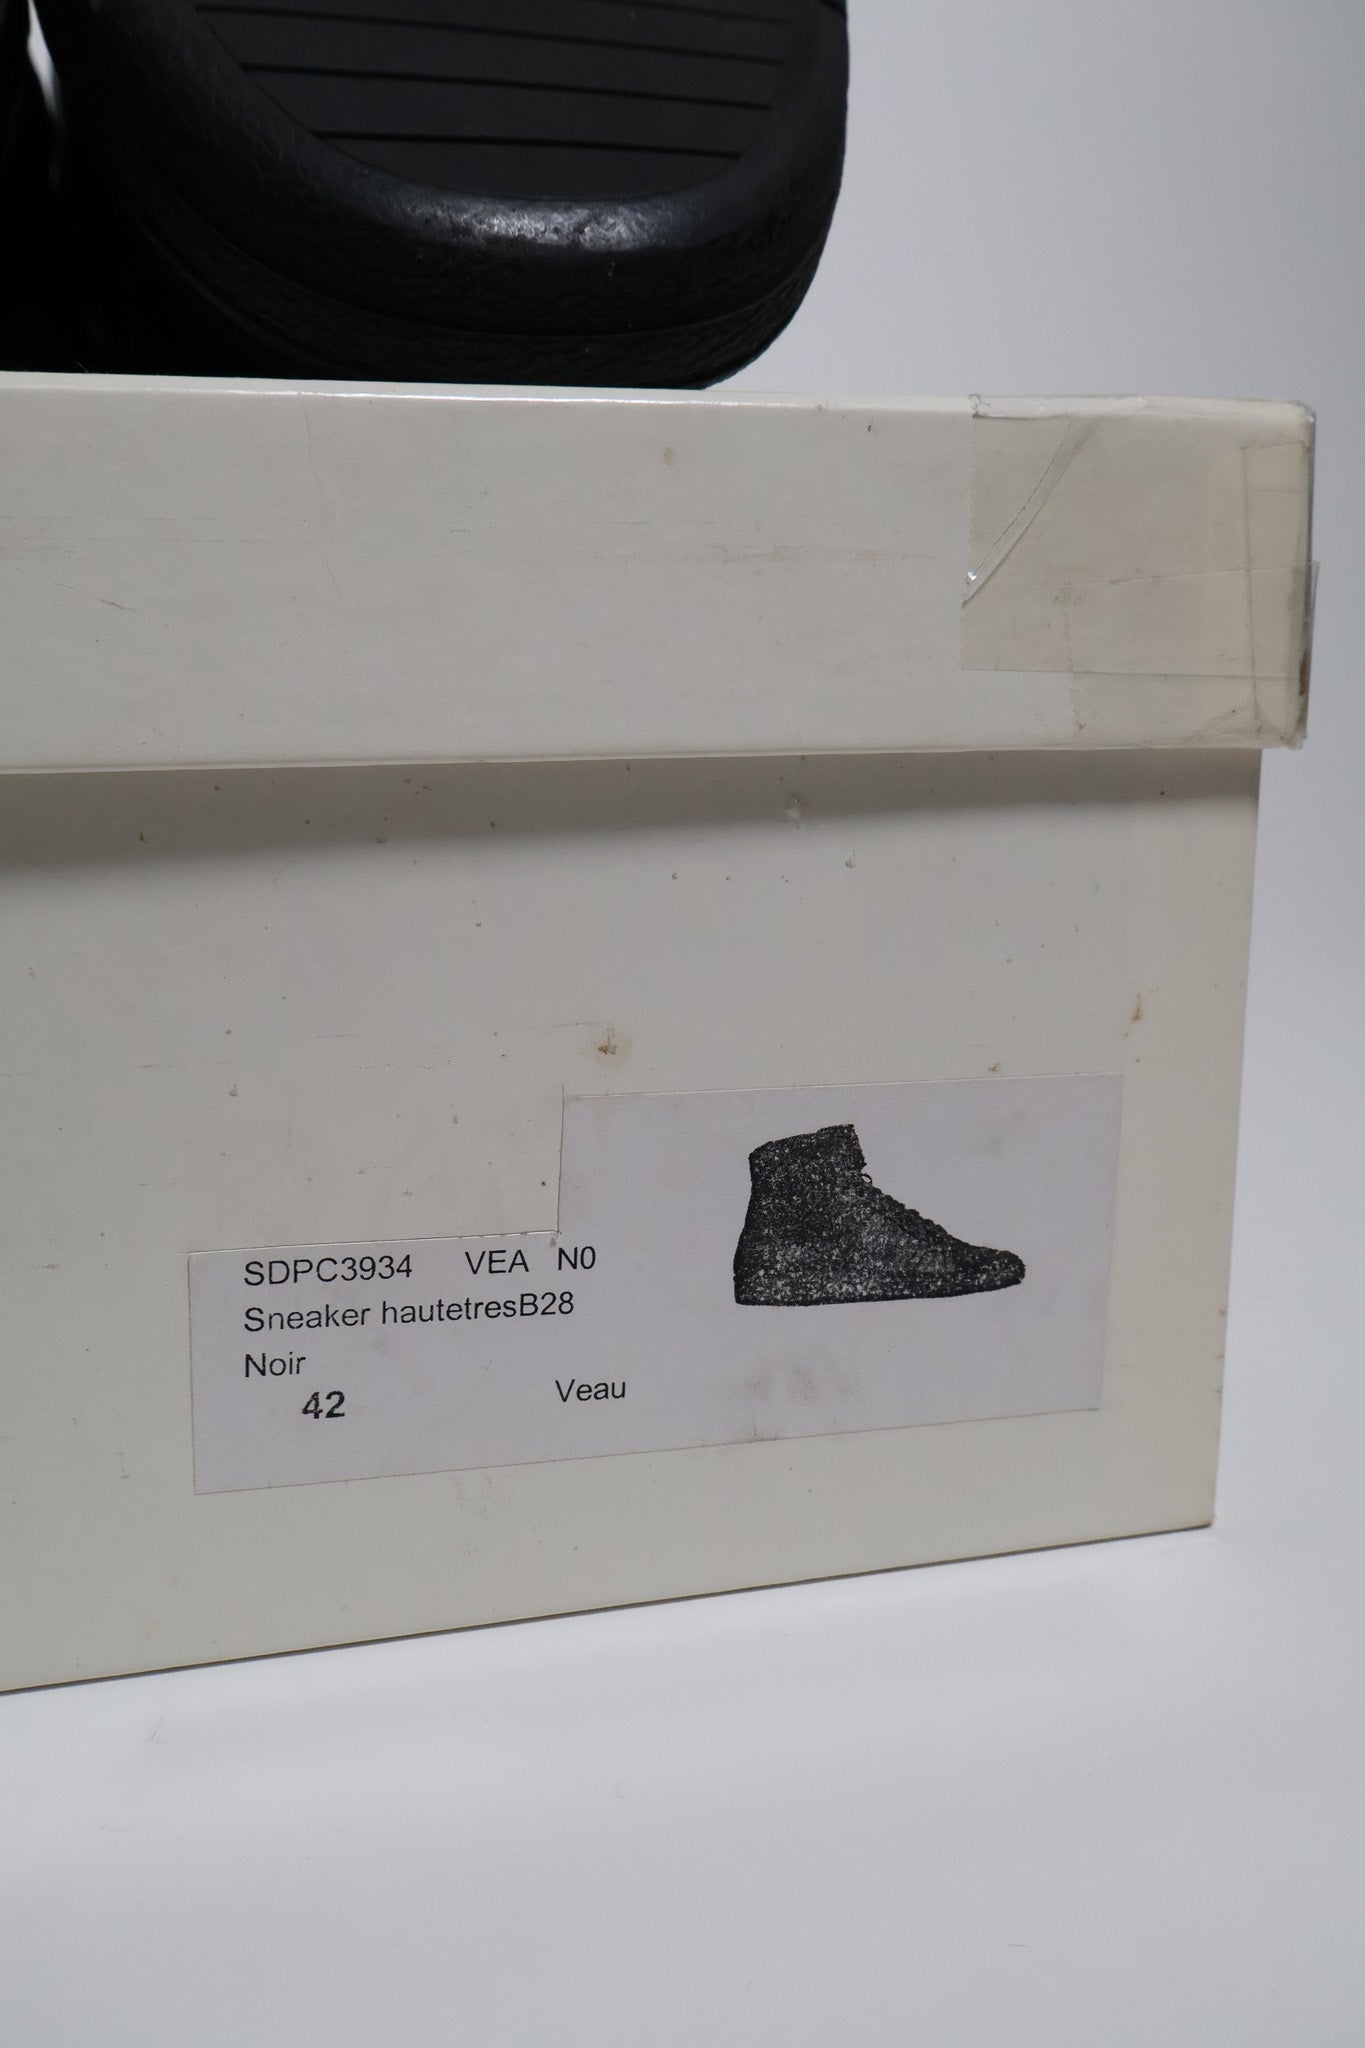 SDPC3934 VEA N0
Sneaker hautetresB28
Noir
42 Veau